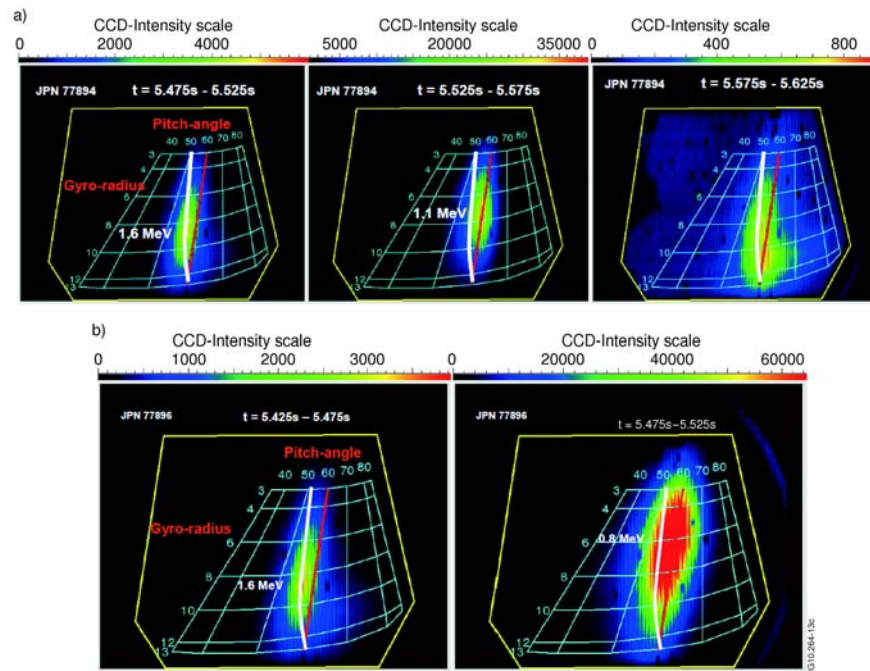 a)
CCD-Intensity scale CCD-Intensity scale CCD-Intensity scale
0 2000 4000 5000 20000 35000 0 400 800
JPN 77894 t = 5.475s - 5.525s
Pitch-angle
40 50 60 70 80
3
4
Gyro-radius
6
8
1.6 MeV
10
12
13
JPN 77894 t = 5.525s - 5.575s
40 50 60 70 80
3
4
6
1.1 MeV
8
10
12
13
JPN 77894 t = 5.575s - 5.625s
40 50 60 70 80
3
4
6
8
10
12
13
b)
CCD-Intensity scale CCD-Intensity scale
0 1000 2000 3000 0 20000 40000 60000
JPN 77896 t = 5.425s – 5.475s
Pitch-angle
40 50 60 70 80
3
4
Gyro-radius
6
8
1.6 MeV
10
12
13
JPN 77896 t = 5.475s–5.525s
40 50 60 70 80
3
4
0.8 MeV
6
8
10
12
13
G10.264-13c